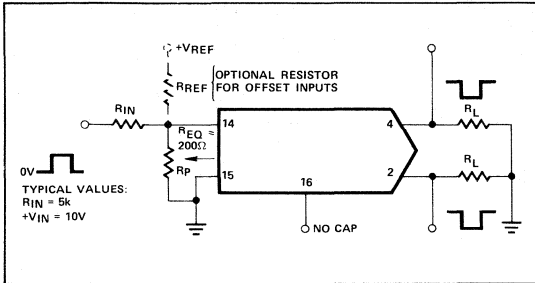 +VREF
RREF
OPTIONAL RESISTOR
FOR OFFSET INPUTS
RIN
REQ =
200Ω
RP
14
15
16
4
2
RL
RL
0V
TYPICAL VALUES:
RIN = 5k
+VIN = 10V
NO CAP